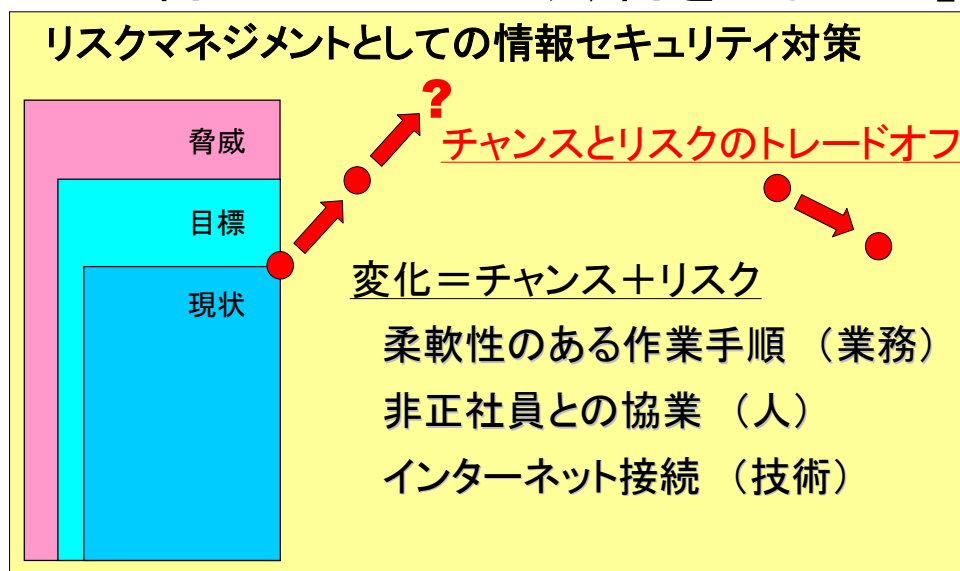 リスクマネジメントとしての情報セキュリティ対策
?
脅威
チャンスとリスクのトレードオフ
目標
変化=チャンス+リスク
現状
柔軟性のある作業手順 (業務)
非正社員との協業 (人)
インターネット接続 (技術)